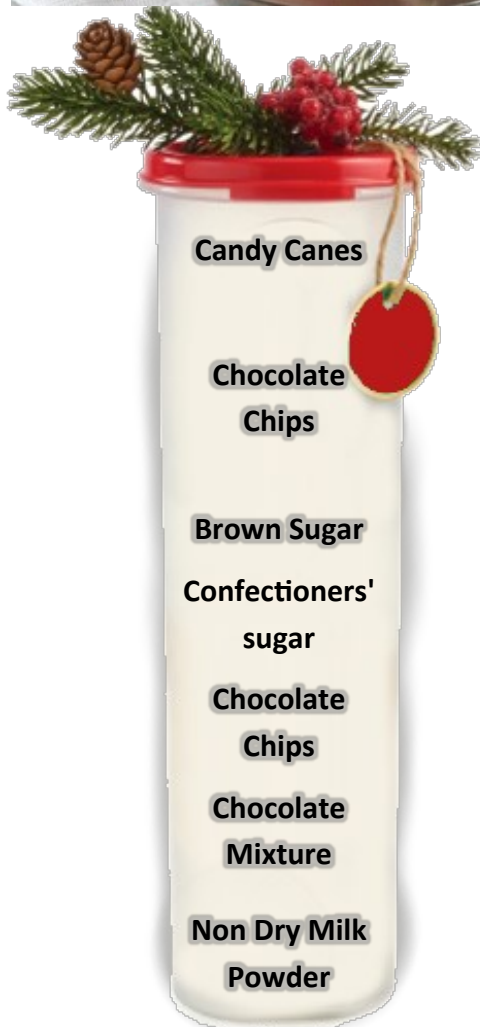 Candy Canes
Chocolate
Chips
Brown Sugar
Confectioners'
sugar
Chocolate
Chips
Chocolate
Mixture
Non Dry Milk
Powder